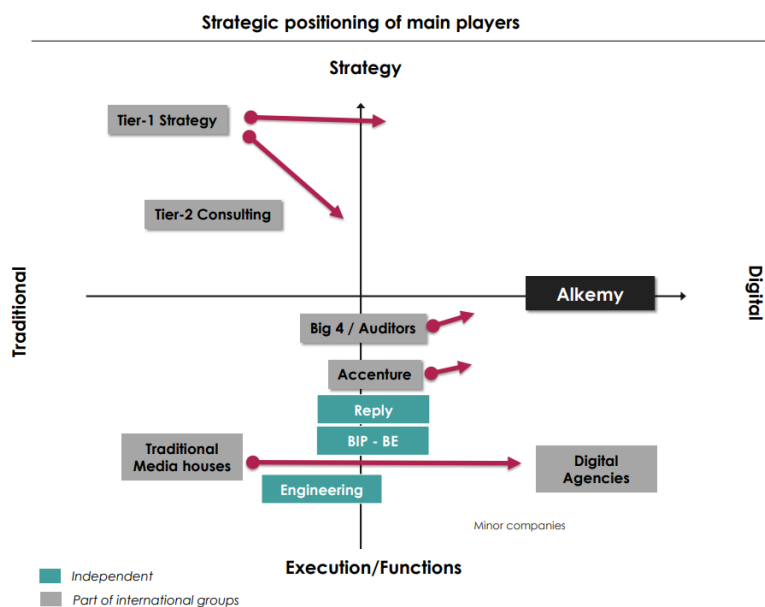 Strategic positioning of main players
Strategy
Tier-1 Strategy
Tier-2 Consulting
Traditional
Digital
Alkemy
Big 4 / Auditors
Accenture
Reply
BIP - BE
Traditional
Media houses
Digital
Agencies
Engineering
Minor companies
Execution/Functions
Independent
Part of international groups